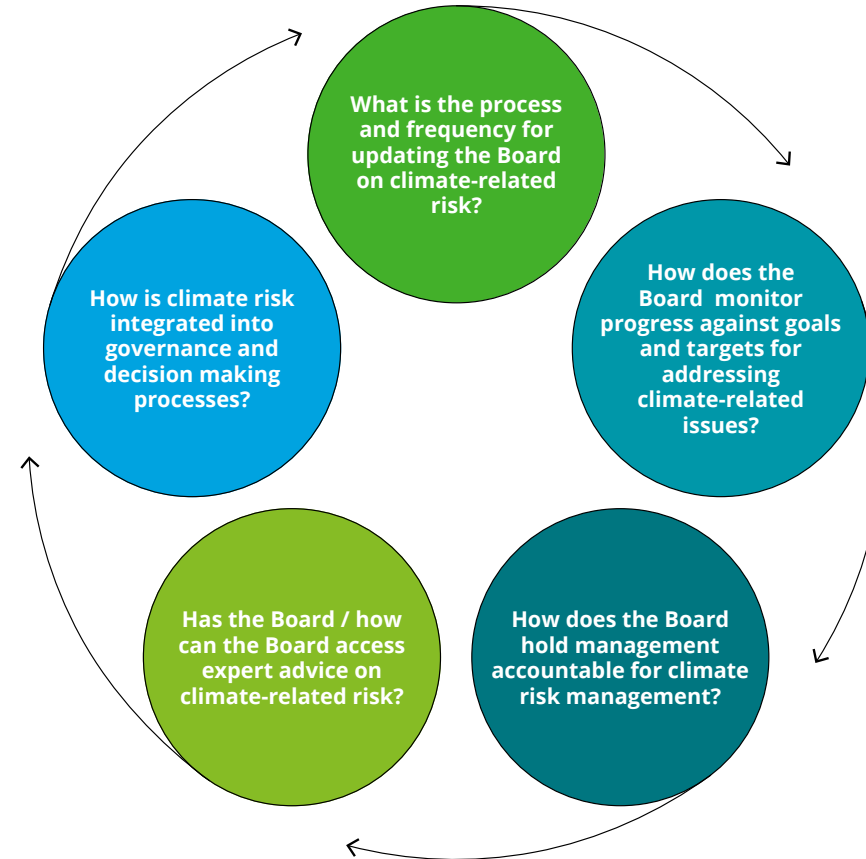 What is the process
and frequency for
updating the Board
on climate-related
risk?
How does the
Board  monitor
progress against goals
and targets for
addressing
climate-related
issues?
How does the Board
hold management
accountable for climate
risk management?
Has the Board / how
can the Board access
expert advice on
climate-related risk?
How is climate risk
integrated into
governance and
decision making
processes?